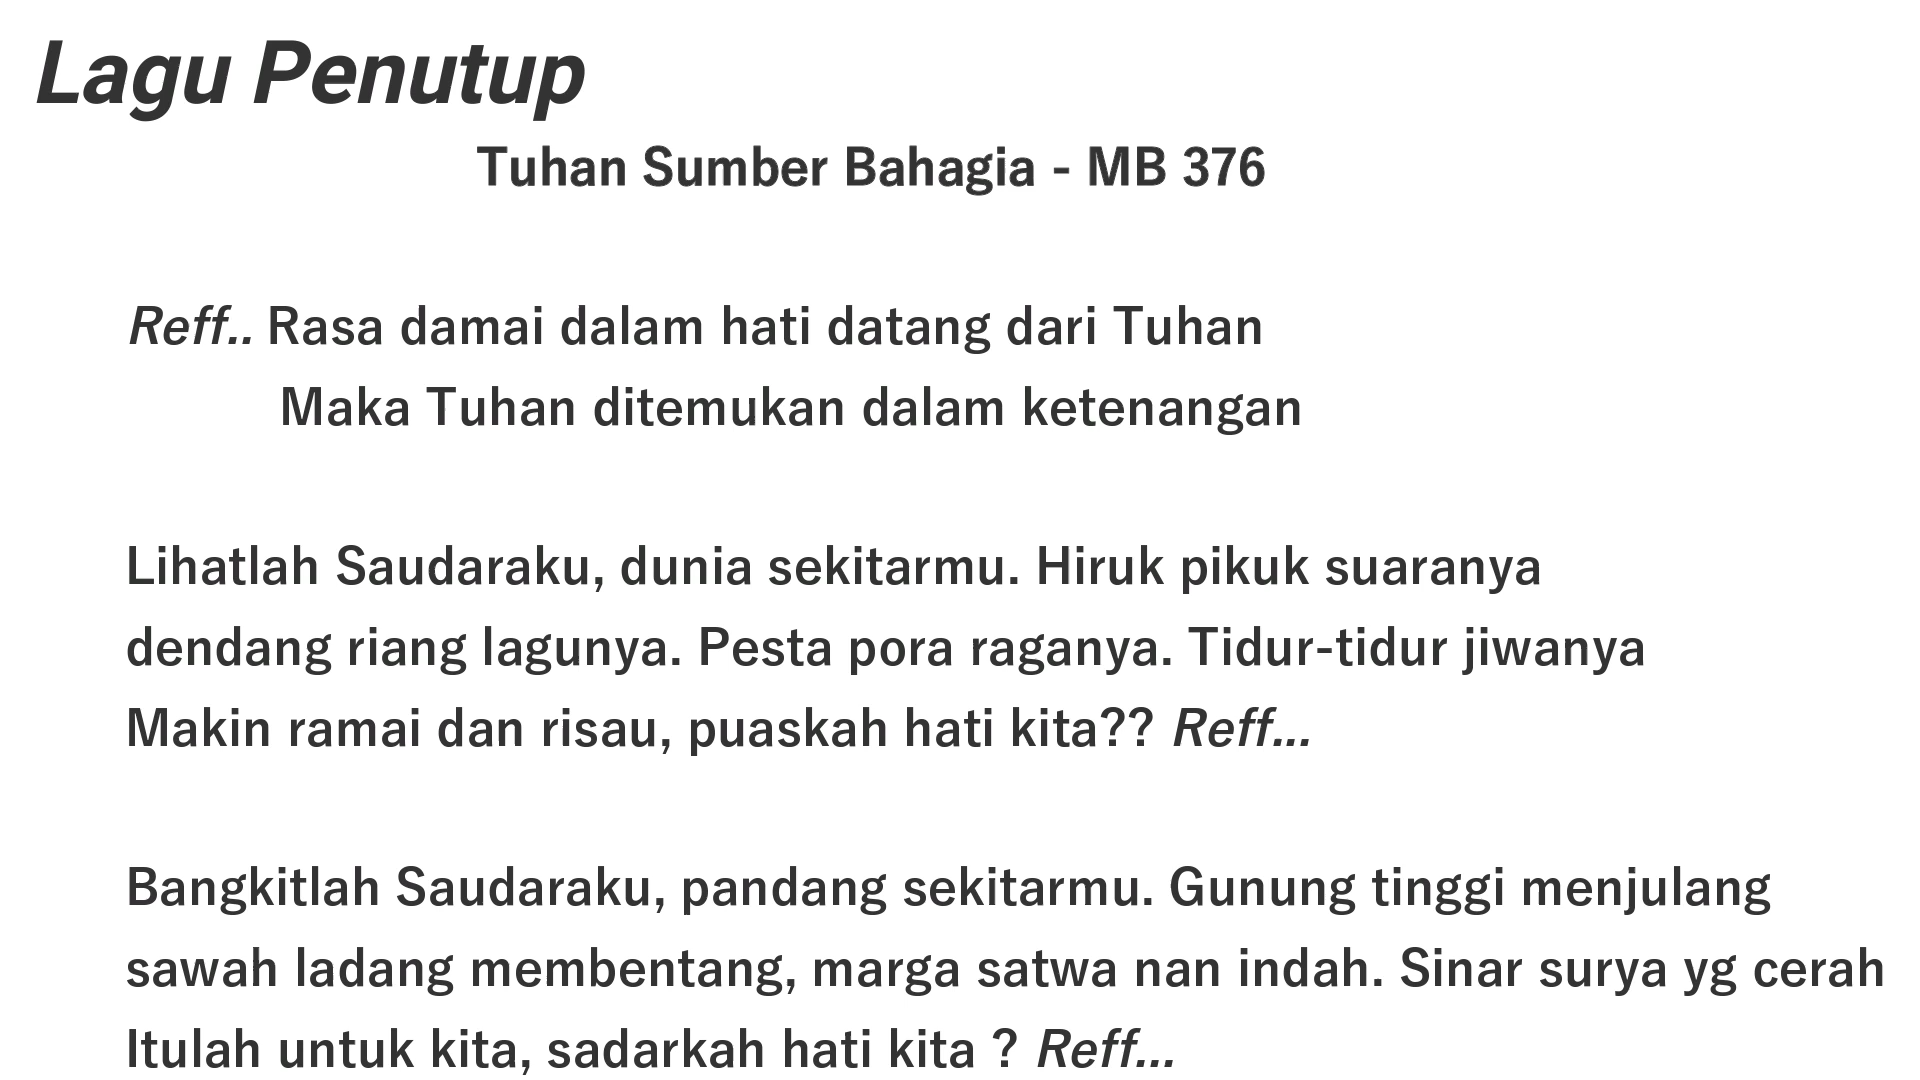 Lagu Penutup
Tuhan Sumber Bahagia - MB 376
Reff.. Rasa damai dalam hati datang dari Tuhan
Maka Tuhan ditemukan dalam ketenangan
Lihatlah Saudaraku, dunia sekitarmu. Hiruk pikuk suaranya
dendang riang lagunya. Pesta pora raganya. Tidur-tidur jiwanya
Makin ramai dan risau, puaskah hati kita?? Reff...
Bangkitlah Saudaraku, pandang sekitarmu. Gunung tinggi menjulang
sawah ladang membentang, marga satwa nan indah. Sinar surya yg cerah
Itulah untuk kita, sadarkah hati kita ? Reff...